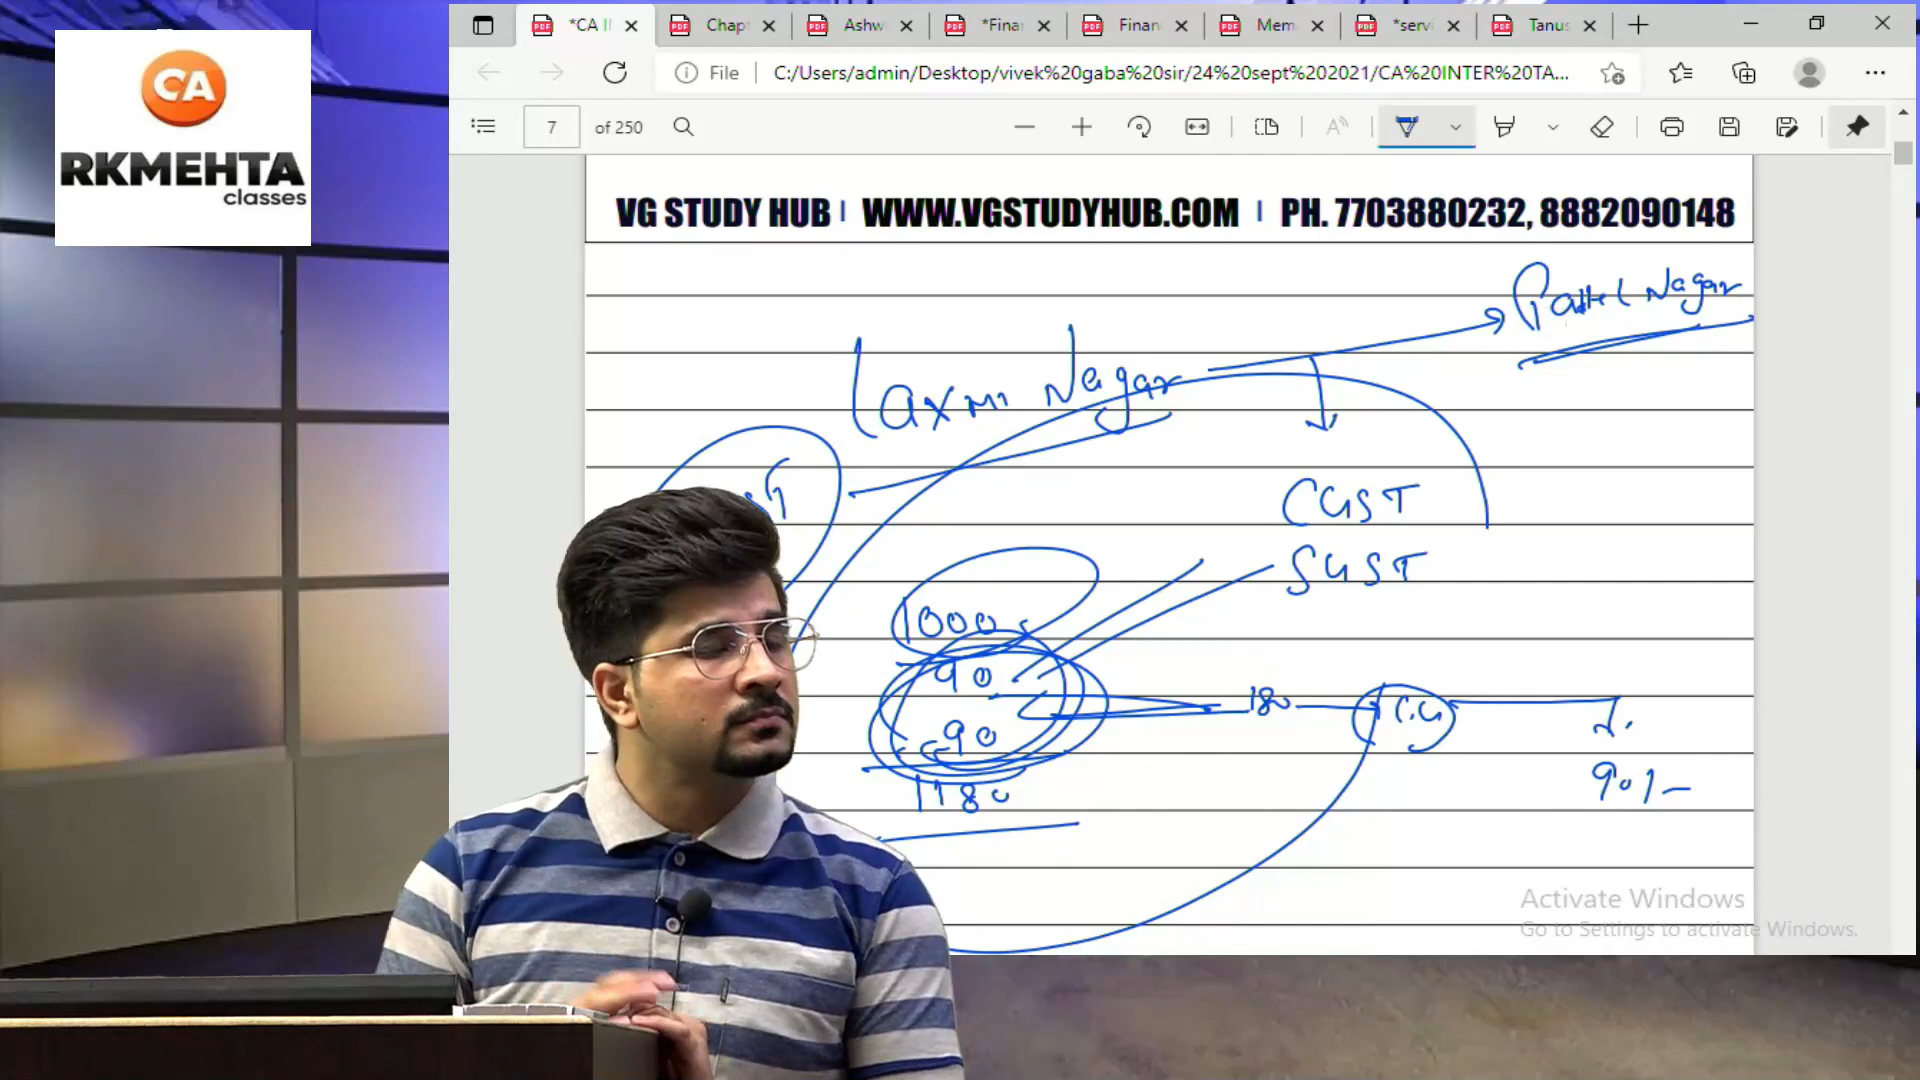 *CA I
Chap
Ashw
*Finar
Finan
Mem
*serv
Tanus
CA
RKMEHTA
classes
File
C:/Users/admin/Desktop/vivek%20gaba%20sir/24%20sept%202021/CA%20INTER%20TA...
7 of 250
VG STUDY HUB | WWW.VGSTUDYHUB.COM | PH. 7703880232, 8882090148
Patel Nagar
Laxmi Nagar
CGST
SGST
1000
90
180
C.G
90
90/-
1180
Activate Windows
Go to Settings to activate Windows.